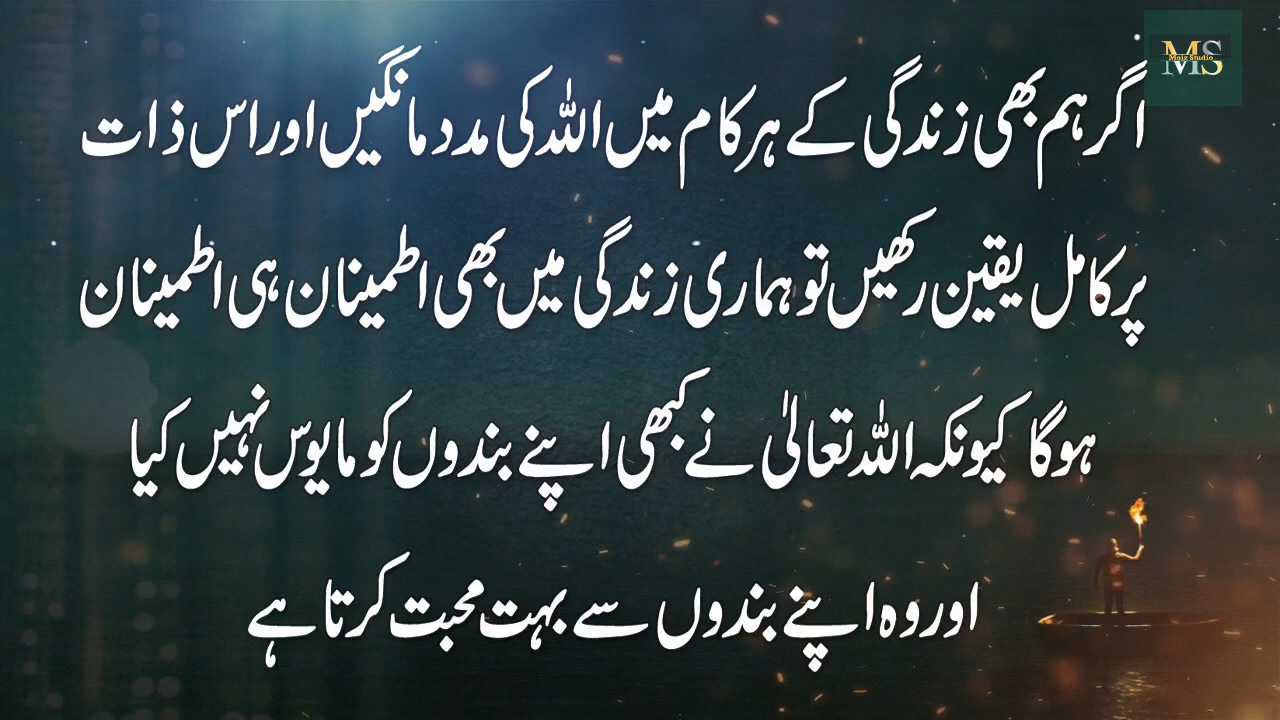 MS
Moiz Studio
اگر ہم بھی زندگی کے ہر کام میں اللہ کی مدد مانگیں اور اس ذات
پر کامل یقین رکھیں تو ہماری زندگی میں بھی اطمینان ہی اطمینان
ہوگا کیونکہ اللہ تعالیٰ نے کبھی اپنے بندوں کو مایوس نہیں کیا
اور وہ اپنے بندوں سے بہت محبت کرتا ہے